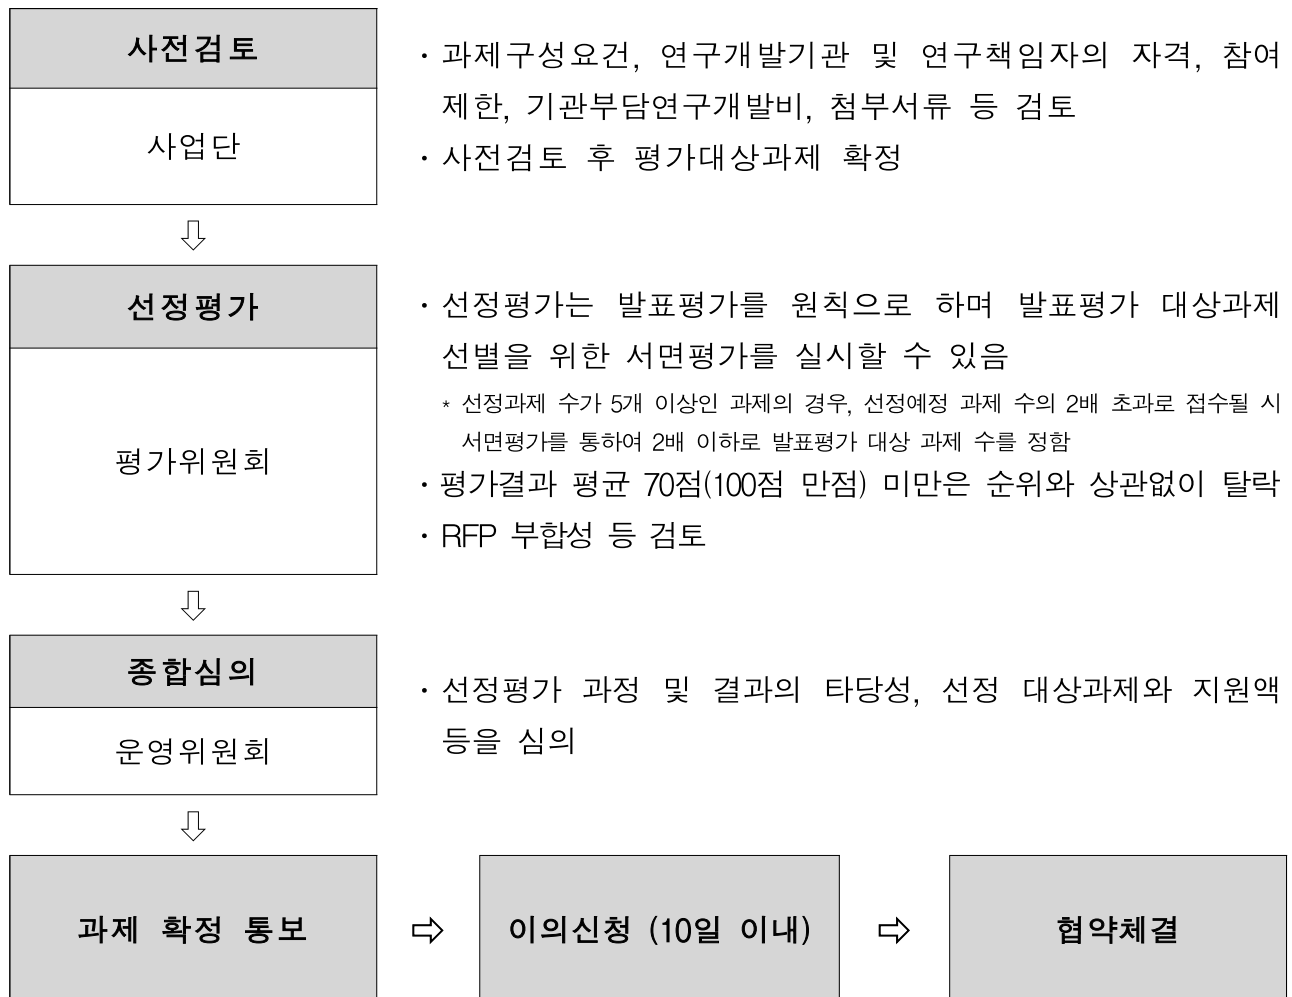 사전검토
사업단
· 과제구성요건, 연구개발기관 및 연구책임자의 자격, 참여
제한, 기관부담연구개발비, 첨부서류 등 검토
· 사전검토 후 평가대상과제 확정
⇩
선정평가
평가위원회
· 선정평가는 발표평가를 원칙으로 하며 발표평가 대상과제
선별을 위한 서면평가를 실시할 수 있음
* 선정과제 수가 5개 이상인 과제의 경우, 선정예정 과제 수의 2배 초과로 접수될 시
서면평가를 통하여 2배 이하로 발표평가 대상 과제 수를 정함
· 평가결과 평균 70점(100점 만점) 미만은 순위와 상관없이 탈락
· RFP 부합성 등 검토
⇩
종합심의
운영위원회
· 선정평가 과정 및 결과의 타당성, 선정 대상과제와 지원액
등을 심의
⇩
과제 확정 통보 ⇨ 이의신청 (10일 이내) ⇨ 협약체결